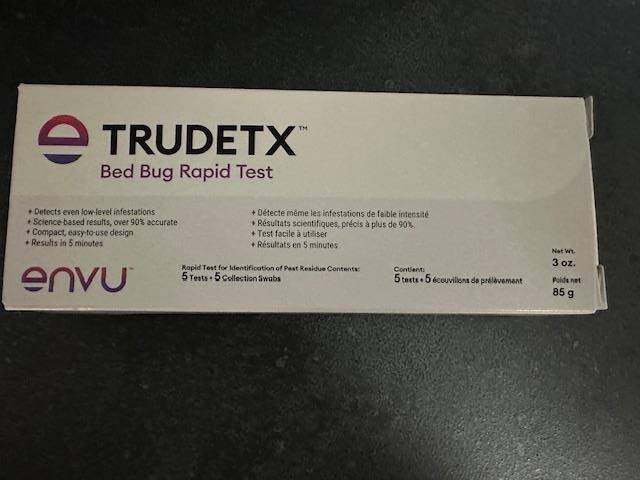 TRUDETX™
Bed Bug Rapid Test
+ Detects even low-level infestations
+ Science-based results, over 90% accurate
+ Compact, easy-to-use design
+ Results in 5 minutes
+ Détecte même les infestations de faible intensité
+ Résultats scientifiques, précis à plus de 90%.
+ Test facile à utiliser
+ Résultats en 5 minutes
envu™
Rapid Test for Identification of Pest Residue Contents:
5 Tests • 5 Collection Swabs
Contient:
5 tests • 5 écouvillons de prélèvement
Net Wt.
3 oz.
Poids net
85 g